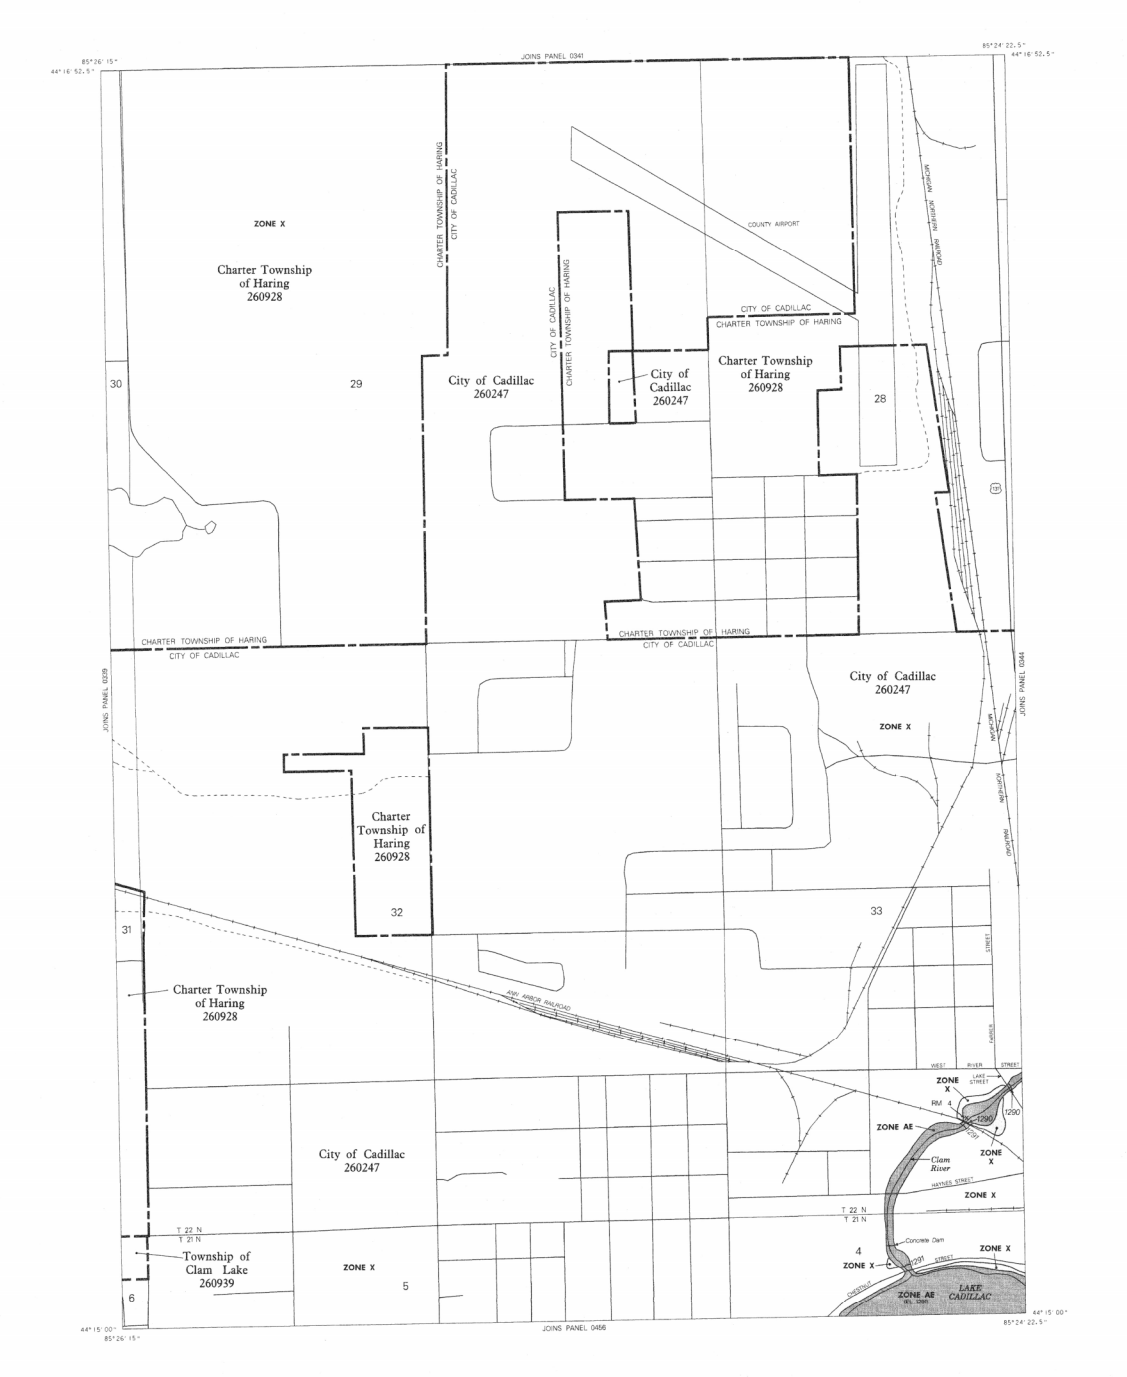 85°24'22.5"
JOINS PANEL 0341
85°26'15"
44°16'52.5"
44°16'52.5"
CHARTER TOWNSHIP OF HARING
CITY OF CADILLAC
MICHIGAN NORTHERN RAILROAD
ZONE X
COUNTY AIRPORT
Charter Township
of Haring
260928
CITY OF CADILLAC
CHARTER TOWNSHIP OF HARING
CITY OF CADILLAC
CHARTER TOWNSHIP OF HARING
30
29
City of Cadillac
260247
City of
Cadillac
260247
Charter Township
of Haring
260928
28
131
CHARTER TOWNSHIP OF HARING
CITY OF CADILLAC
CHARTER TOWNSHIP OF HARING
CITY OF CADILLAC
JOINS PANEL 0339
JOINS PANEL 0344
City of Cadillac
260247
ZONE X
MICHIGAN
NORTHERN
RAILROAD
Charter
Township of
Haring
260928
32
33
31
STREET
Charter Township
of Haring
260928
ANN ARBOR RAILROAD
FARRER
WEST RIVER STREET
ZONE
X
LAKE
STREET
RM 4
1290
1290
ZONE AE
1291
ZONE
X
Clam
River
City of Cadillac
260247
HAYNES STREET
ZONE X
T 22 N
T 21 N
T 22 N
T 21 N
Concrete Dam
4
ZONE X
1291
STREET
ZONE X
Township of
Clam Lake
260939
ZONE X
5
6
CHESTNUT
ZONE AE
(EL 1291)
LAKE
CADILLAC
44°15'00"
85°26'15"
JOINS PANEL 0456
44°15'00"
85°24'22.5"